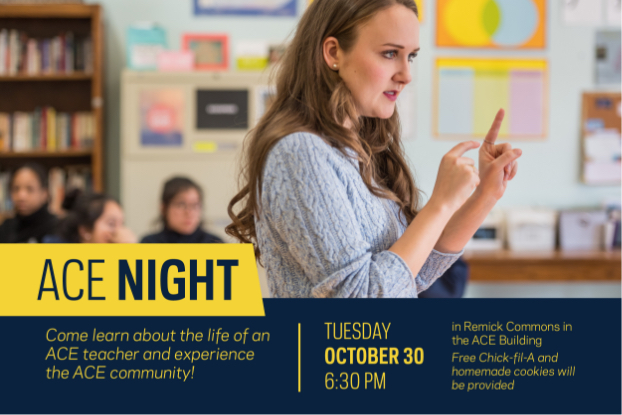 ACE NIGHT
Come learn about the life of an
ACE teacher and experience
the ACE community!
TUESDAY
OCTOBER 30
6:30 PM
in Remick Commons in
the ACE Building
Free Chick-fil-A and
homemade cookies will
be provided